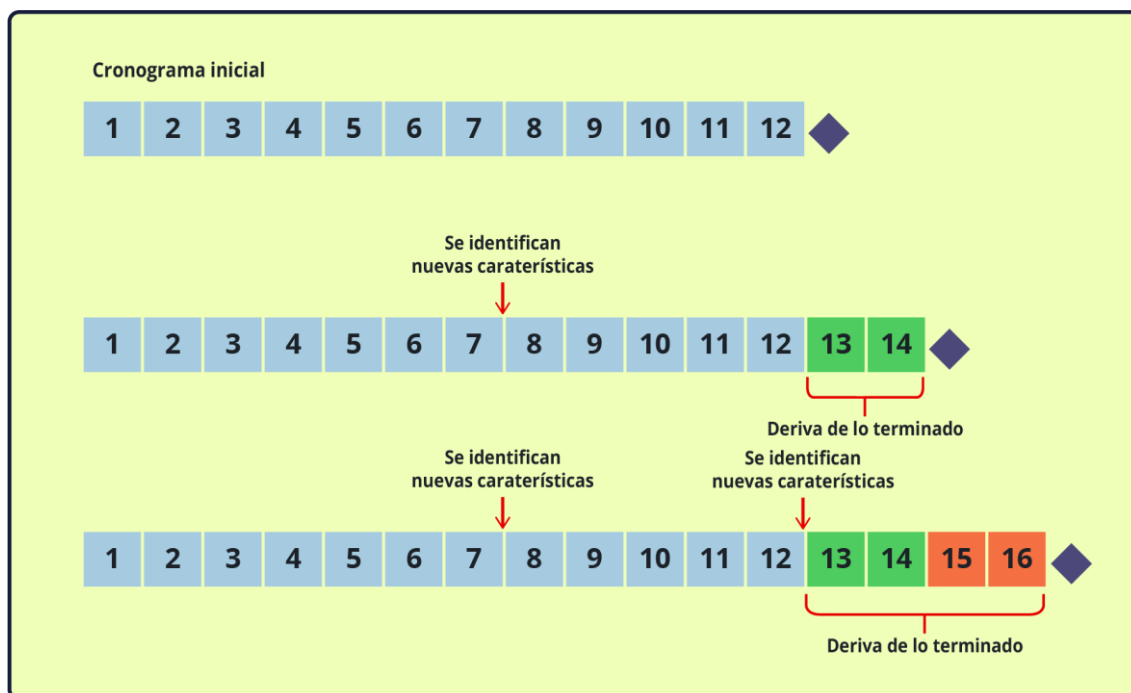 Cronograma inicial
1 2 3 4 5 6 7 8 9 10 11 12
Se identifican
nuevas caraterísticas
1 2 3 4 5 6 7 8 9 10 11 12 13 14
Deriva de lo terminado
Se identifican
nuevas caraterísticas
Se identifican
nuevas caraterísticas
1 2 3 4 5 6 7 8 9 10 11 12 13 14 15 16
Deriva de lo terminado